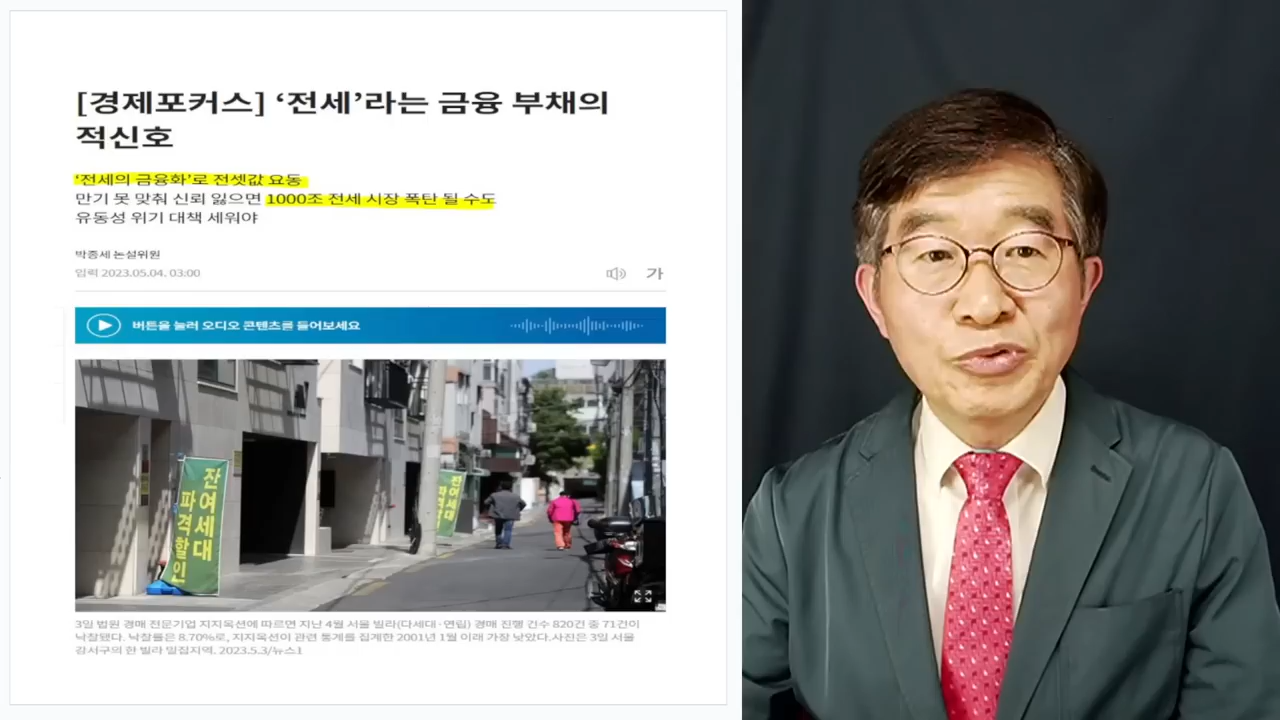 [경제포커스] ‘전세’라는 금융 부채의
적신호
‘전세의 금융화’로 전셋값 요동
만기 못 맞춰 신뢰 잃으면 1000조 전세 시장 폭탄 될 수도
유동성 위기 대책 세워야
박종세 논설위원
입력 2023.05.04. 03:00
가
버튼을 눌러 오디오 콘텐츠를 들어보세요
잔여세대
파격할인
잔여세대
파격할인
3일 법원 경매 전문기업 지지옥션에 따르면 지난 4월 서울 빌라(다세대·연립) 경매 진행 건수 820건 중 71건이
낙찰됐다. 낙찰률은 8.70%로, 지지옥션이 관련 통계를 집계한 2001년 1월 이래 가장 낮았다.사진은 3일 서울
강서구의 한 빌라 밀집지역. 2023.5.3/뉴스1